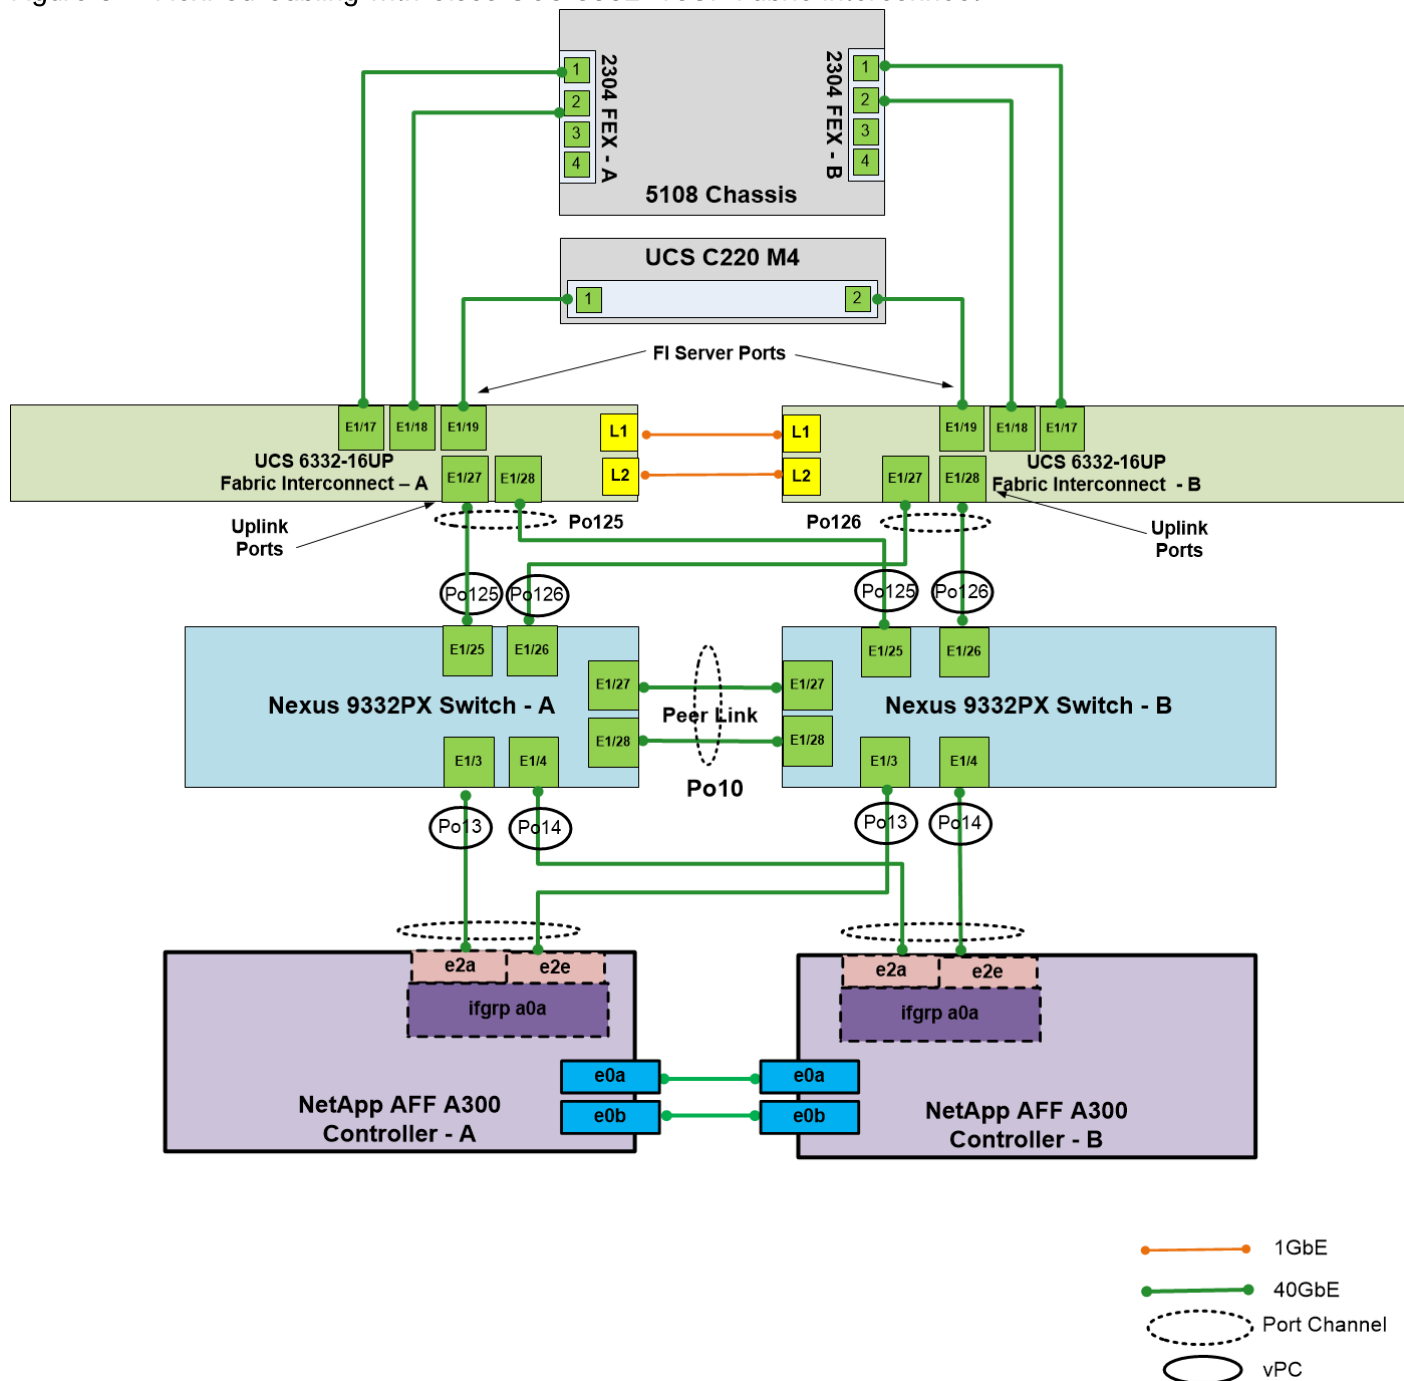 1
2
3
4
2304 FEX - A
2304 FEX - B
1
2
3
4
5108 Chassis
UCS C220 M4
1
2
FI Server Ports
E1/17
E1/18
E1/19
L1
L1
E1/19
E1/18
E1/17
UCS 6332-16UP
Fabric Interconnect – A
E1/27
E1/28
L2
L2
E1/27
E1/28
UCS 6332-16UP
Fabric Interconnect - B
Uplink
Ports
Po125
Po126
Uplink
Ports
Po125
Po126
Po125
Po126
E1/25
E1/26
E1/25
E1/26
E1/27
E1/27
Nexus 9332PX Switch - A
Peer Link
Nexus 9332PX Switch - B
E1/28
E1/28
E1/3
E1/4
E1/3
E1/4
Po10
Po13
Po14
Po13
Po14
e2a
e2e
e2a
e2e
ifgrp a0a
ifgrp a0a
e0a
e0a
NetApp AFF A300
Controller - A
e0b
e0b
NetApp AFF A300
Controller - B
1GbE
40GbE
Port Channel
vPC